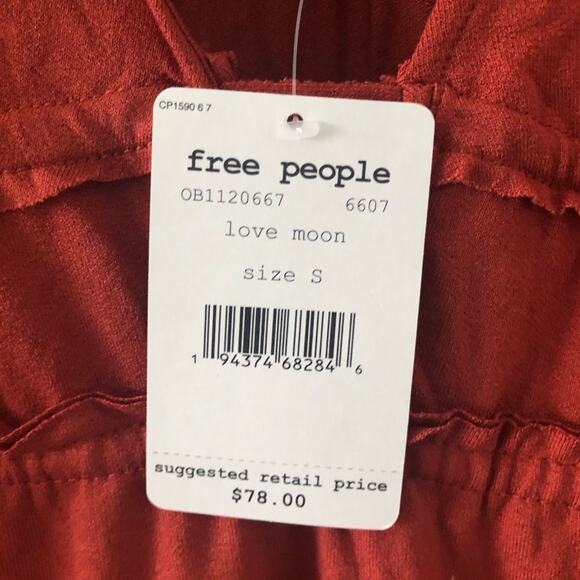 CP1590 6 7
free people
OB1120667 6607
love moon
size S
1 94374 68284 6
suggested retail price
$78.00